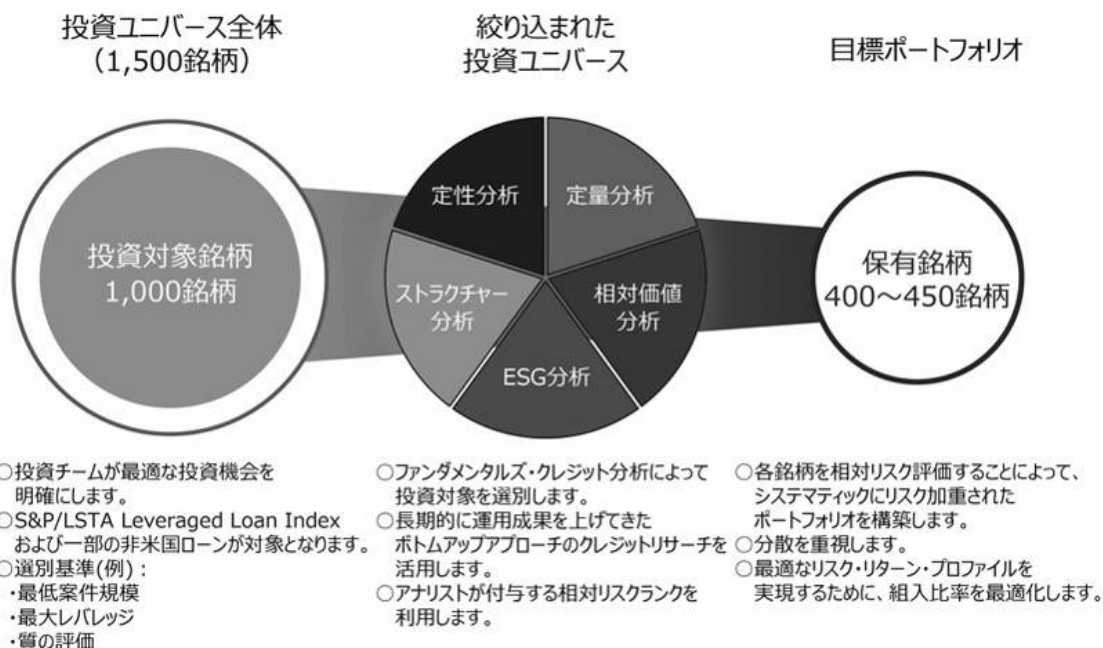 投資ユニバース全体
（1,500銘柄）
絞り込まれた
投資ユニバース
目標ポートフォリオ
投資対象銘柄
1,000銘柄
定性分析
定量分析
ストラクチャー
分析
相対価値
分析
ESG分析
保有銘柄
400～450銘柄
○投資チームが最適な投資機会を
明確にします。
○S&P/LSTA Leveraged Loan Index
および一部の非米国ローンが対象となります。
○選別基準(例)：
・最低案件規模
・最大レバレッジ
・質の評価
○ファンダメンタルズ・クレジット分析によって
投資対象を選別します。
○長期的に運用成果を上げてきた
ボトムアップアプローチのクレジットリサーチを
活用します。
○アナリストが付与する相対リスクランクを
利用します。
○各銘柄を相対リスク評価することによって、
システマティックにリスク加重された
ポートフォリオを構築します。
○分散を重視します。
○最適なリスク・リターン・プロファイルを
実現するために、組入比率を最適化します。